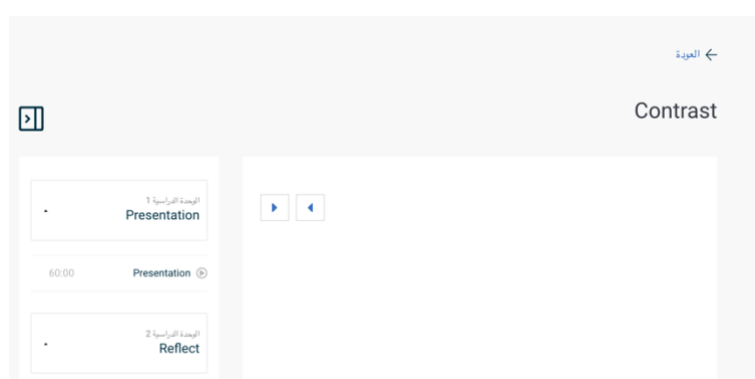 العودة
Contrast
الوحدة الدراسية 1
Presentation
Presentation 60:00
الوحدة الدراسية 2
Reflect